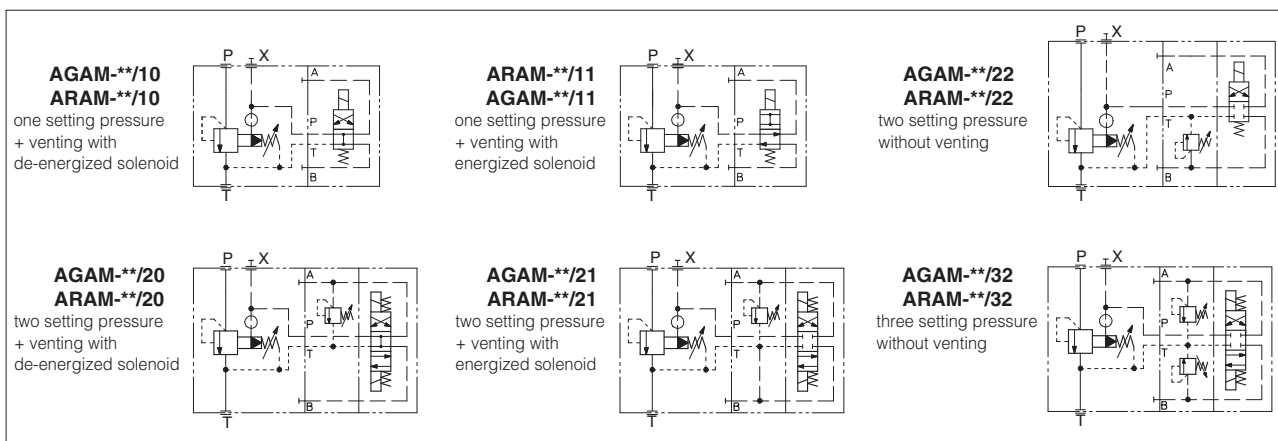 P X
AGAM-**/10
ARAM-**/10
one setting pressure
+ venting with
de-energized solenoid
A
P
T
B
T
P X
ARAM-**/11
AGAM-**/11
one setting pressure
+ venting with
energized solenoid
A
P
T
B
T
P X
AGAM-**/22
ARAM-**/22
two setting pressure
without venting
A
P
T
B
T
P X
AGAM-**/20
ARAM-**/20
two setting pressure
+ venting with
de-energized solenoid
A
P
T
B
T
P X
AGAM-**/21
ARAM-**/21
two setting pressure
+ venting with
energized solenoid
A
P
T
B
T
P X
AGAM-**/32
ARAM-**/32
three setting pressure
without venting
A
P
T
B
T